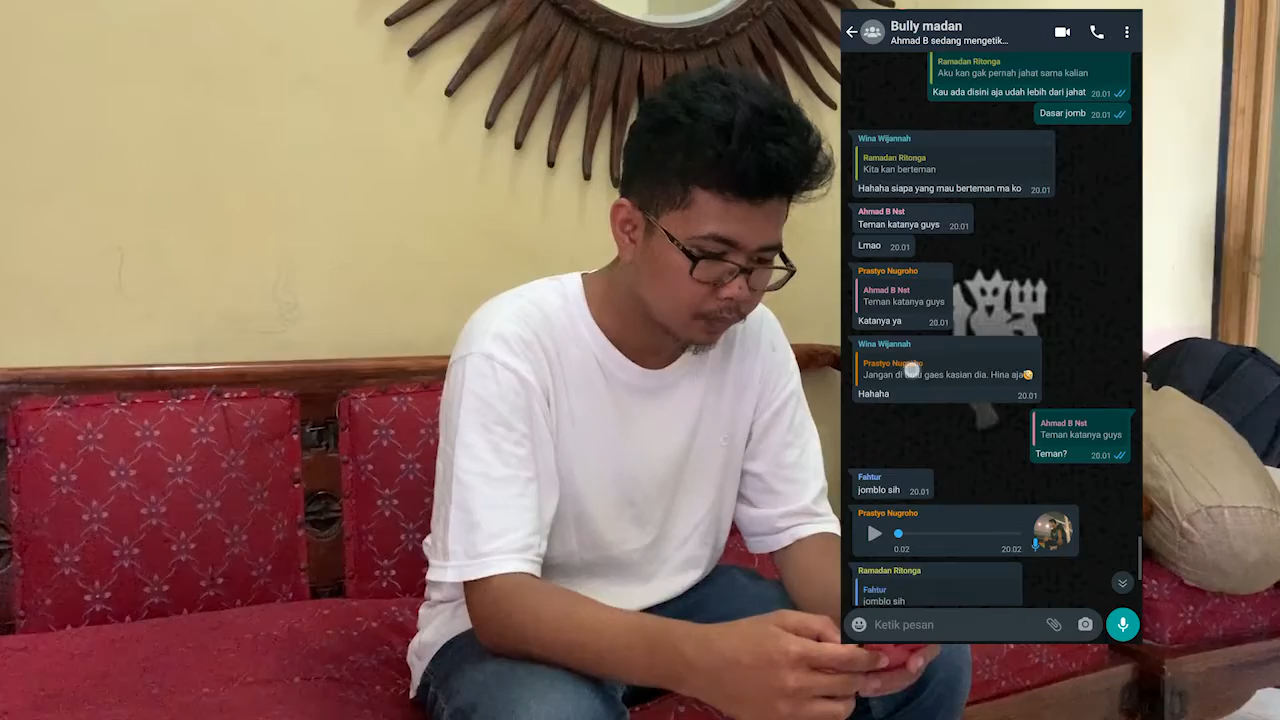 Bully madan
Ahmad B sedang mengetik...
Ramadan Ritonga
Aku kan gak pernah jahat sama kalian
Kau ada disini aja udah lebih dari jahat 20.01
Dasar jomb 20.01
Wina Wijannah
Ramadan Ritonga
Kita kan berteman
Hahaha siapa yang mau berteman ma ko 20.01
Ahmad B Nst
Teman katanya guys 20.01
Lmao 20.01
Prastyo Nugroho
Ahmad B Nst
Teman katanya guys
Katanya ya 20.01
Wina Wijannah
Prastyo Nugroho
Jangan di gaes kasian dia. Hina aja🤣
Hahaha 20.01
Ahmad B Nst
Teman katanya guys
Teman? 20.01
Fahtur
jomblo sih 20.01
Prastyo Nugroho
0.02 20.02
Ramadan Ritonga
Fahtur
jomblo sih
Ketik pesan